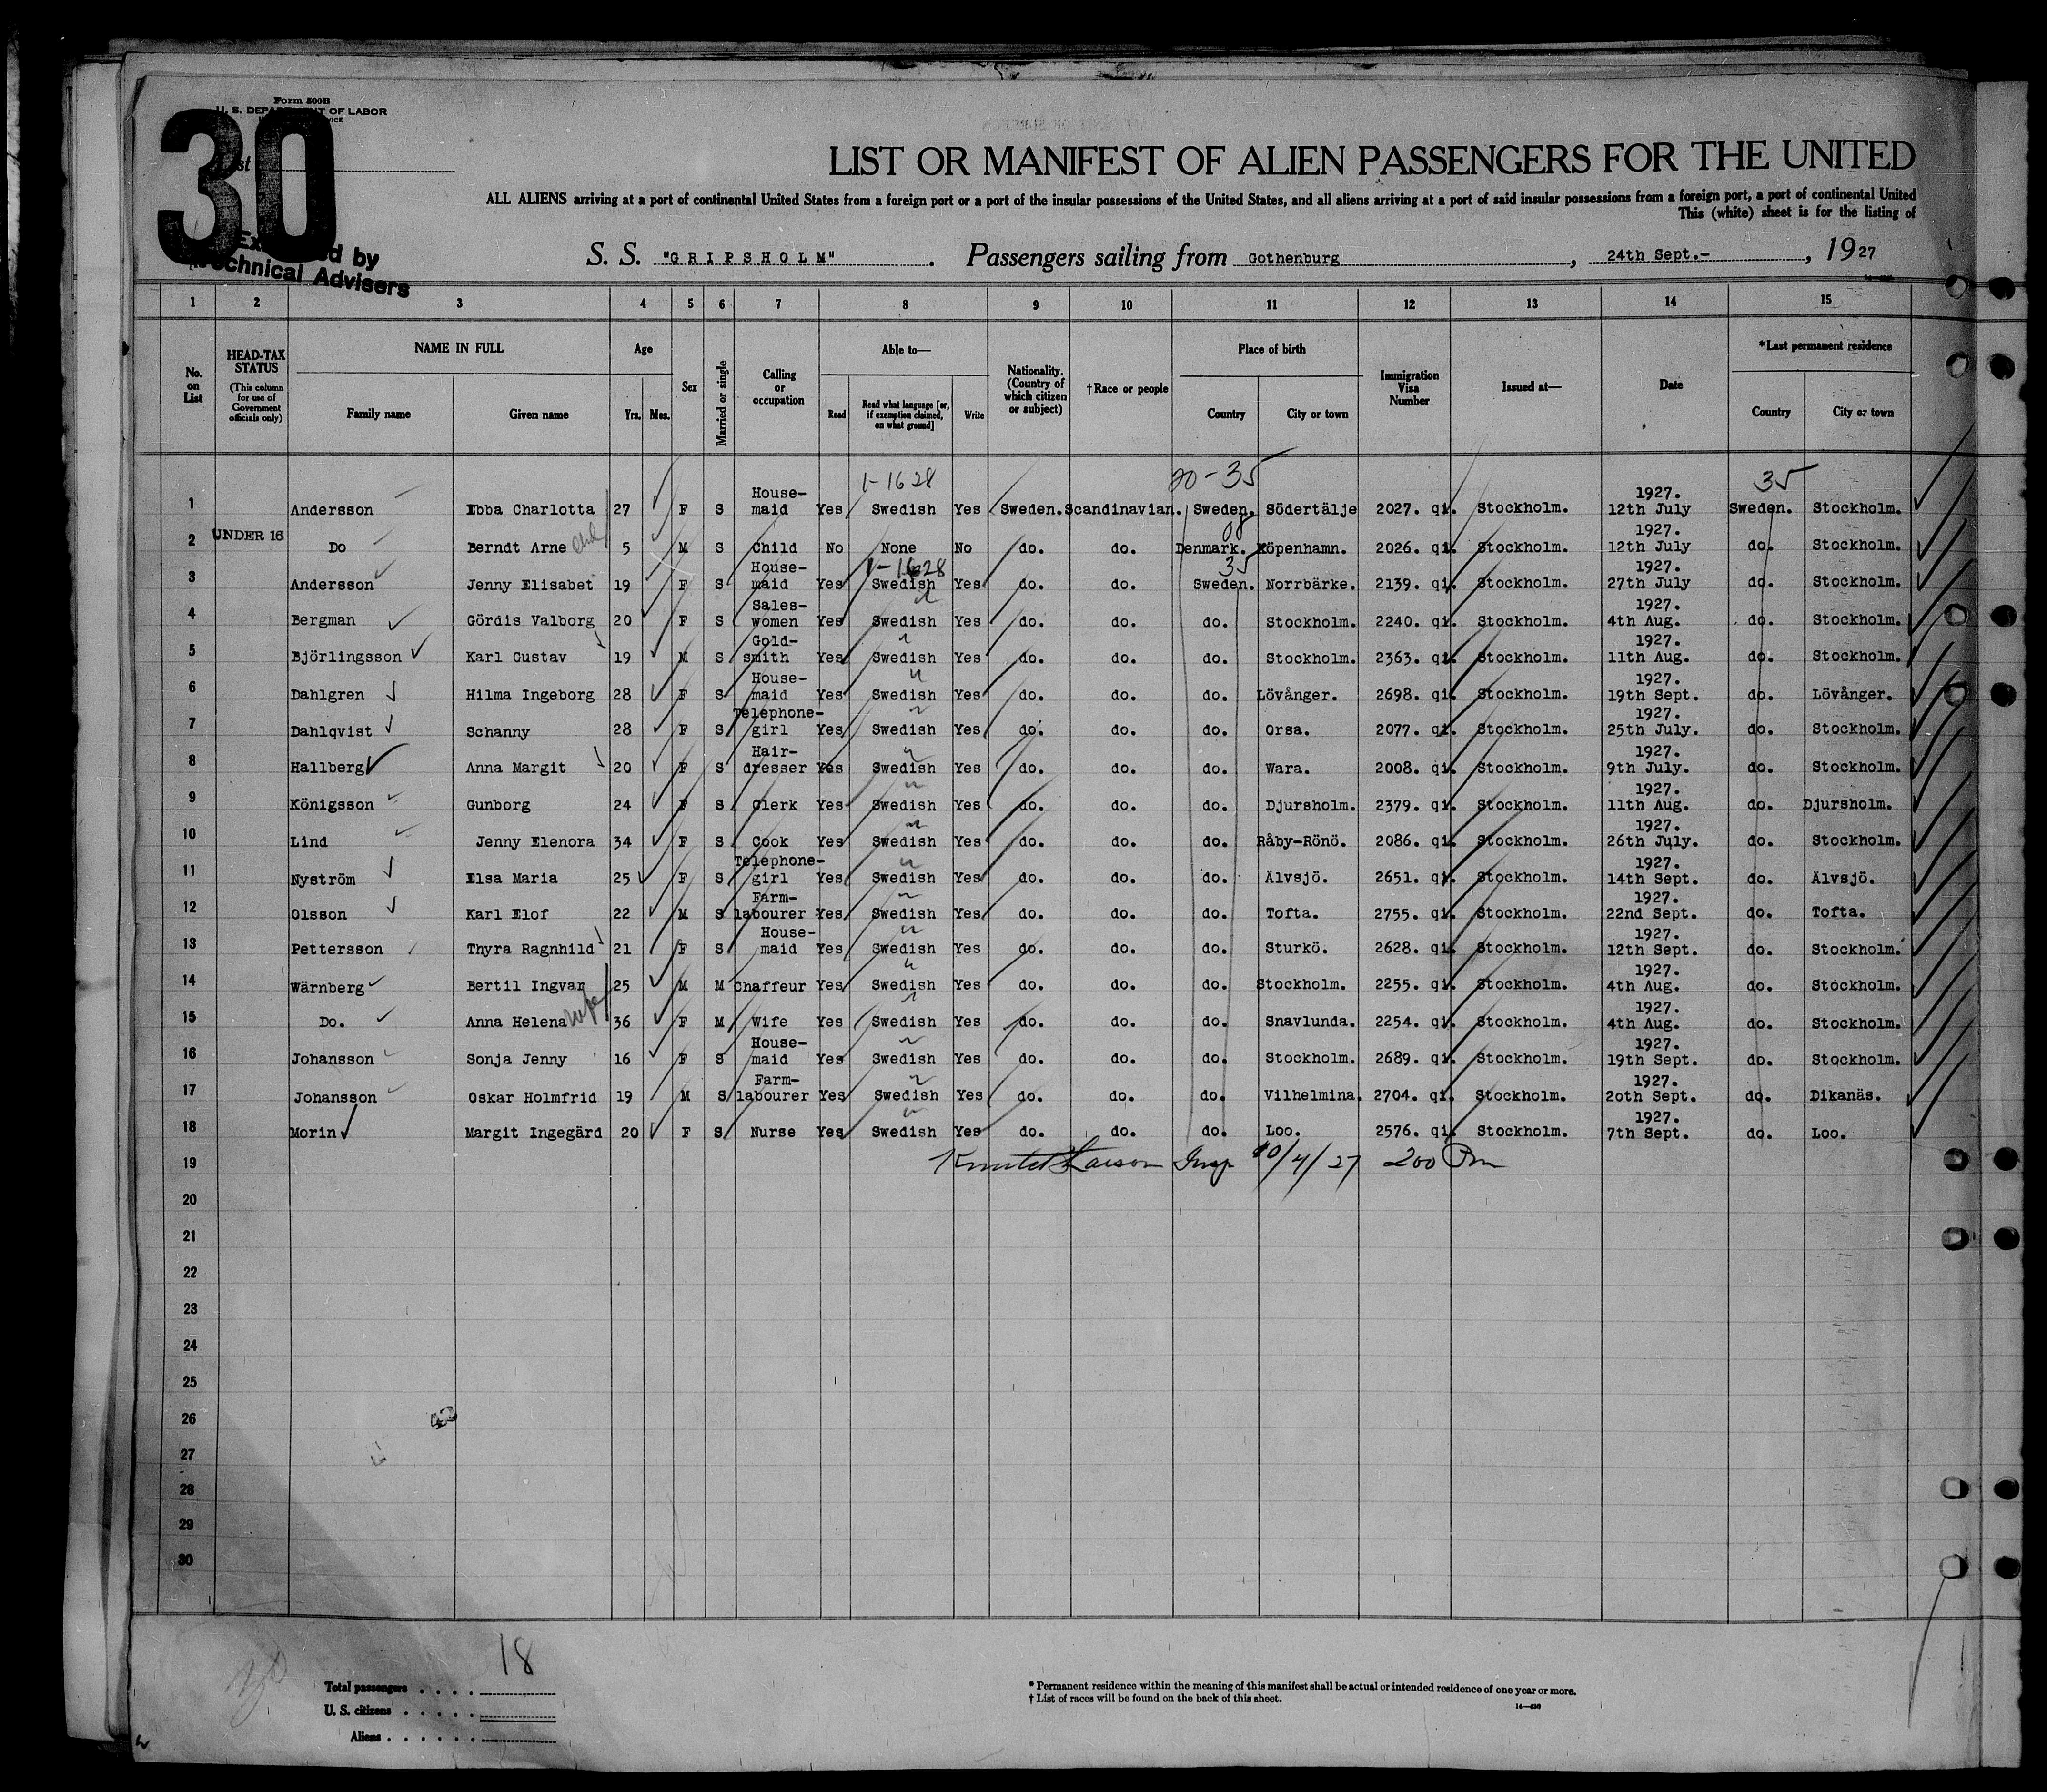 Form 500B
U. S. DEPARTMENT OF LABOR
30
Technical Advisers
LIST OR MANIFEST OF ALIEN PASSENGERS FOR THE UNITED
ALL ALIENS arriving at a port of continental United States from a foreign port or a port of the insular possessions of the United States, and all aliens arriving at a port of said insular possessions from a foreign port, a port of continental United
This (white) sheet is for the listing of
S. S. "GRIPSHOLM". Passengers sailing from Gothenburg, 24th Sept.-, 1927
1 2 3 4 5 6 7 8 9 10 11 12 13 14 15
No. on List HEAD-TAX STATUS (This column for use of Government officials only) NAME IN FULL Family name Given name Age Yrs. Mos. Sex Married or single Calling or occupation Able to— Read Read what language [or, if exemption claimed, on what ground] Write Nationality. (Country of which citizen or subject) †Race or people Place of birth Country City or town Immigration Visa Number Issued at— Date *Last permanent residence Country City or town
1-1628 20-35 35
1 Andersson Ebba Charlotta 27 F S House-maid Yes Swedish Yes Sweden. Scandinavian. Sweden. Södertälje 2027. qi. Stockholm. 1927. 12th July Sweden. Stockholm.
08
2 UNDER 16 Do Berndt Arne child 5 M S Child No None No do. do. Denmark. Köpenhamn. 2026. qi. Stockholm. 1927. 12th July do. Stockholm.
1-1628 35
3 Andersson Jenny Elisabet 19 F S House-maid Yes Swedish Yes do. do. Sweden. Norrbärke. 2139. qi. Stockholm. 1927. 27th July do. Stockholm.
4 Bergman Gördis Valborg 20 F S Sales-women Yes Swedish Yes do. do. do. Stockholm. 2240. qi. Stockholm. 1927. 4th Aug. do. Stockholm.
5 Björlingsson Karl Gustav 19 M S Gold-smith Yes Swedish Yes do. do. do. Stockholm. 2363. qi. Stockholm. 1927. 11th Aug. do. Stockholm.
6 Dahlgren Hilma Ingeborg 28 F S House-maid Yes Swedish Yes do. do. do. Lövånger. 2698. qi. Stockholm. 1927. 19th Sept. do. Lövånger.
7 Dahlqvist Schanny 28 F S Telephone-girl Yes Swedish Yes do. do. do. Orsa. 2077. qi. Stockholm. 1927. 25th July. do. Stockholm.
8 Hallberg Anna Margit 20 F S Hair-dresser Yes Swedish Yes do. do. do. Wara. 2008. qi. Stockholm. 1927. 9th July. do. Stockholm.
9 Königsson Gunborg 24 F S Clerk Yes Swedish Yes do. do. do. Djursholm. 2379. qi. Stockholm. 1927. 11th Aug. do. Djursholm.
10 Lind Jenny Elenora 34 F S Cook Yes Swedish Yes do. do. do. Råby-Rönö. 2086. qi. Stockholm. 1927. 26th July. do. Stockholm.
11 Nyström Elsa Maria 25 F S Telephone-girl Yes Swedish Yes do. do. do. Älvsjö. 2651. qi. Stockholm. 1927. 14th Sept. do. Älvsjö.
12 Olsson Karl Elof 22 M S Farm-labourer Yes Swedish Yes do. do. do. Tofta. 2755. qi. Stockholm. 1927. 22nd Sept. do. Tofta.
13 Pettersson Thyra Ragnhild 21 F S House-maid Yes Swedish Yes do. do. do. Sturkö. 2628. qi. Stockholm. 1927. 12th Sept. do. Stockholm.
14 Wärnberg Bertil Ingvar 25 M M Chaffeur Yes Swedish Yes do. do. do. Stockholm. 2255. qi. Stockholm. 1927. 4th Aug. do. Stockholm.
15 Do. Anna Helena wife 36 F M Wife Yes Swedish Yes do. do. do. Snavlunda. 2254. qi. Stockholm. 1927. 4th Aug. do. Stockholm.
16 Johansson Sonja Jenny 16 F S House-maid Yes Swedish Yes do. do. do. Stockholm. 2689. qi. Stockholm. 1927. 19th Sept. do. Stockholm.
17 Johansson Oskar Holmfrid 19 M S Farm-labourer Yes Swedish Yes do. do. do. Vilhelmina. 2704. qi. Stockholm. 1927. 20th Sept. do. Dikanäs.
18 Morin Margit Ingegärd 20 F S Nurse Yes Swedish Yes do. do. do. Loo. 2576. qi. Stockholm. 1927. 7th Sept. do. Loo.
19 Larson Insp 10/4/27 200 Pm
20
21
22
23
24
25
26
27
28
29
30
18
Total passengers
U. S. citizens
Aliens
* Permanent residence within the meaning of this manifest shall be actual or intended residence of one year or more.
† List of races will be found on the back of this sheet.